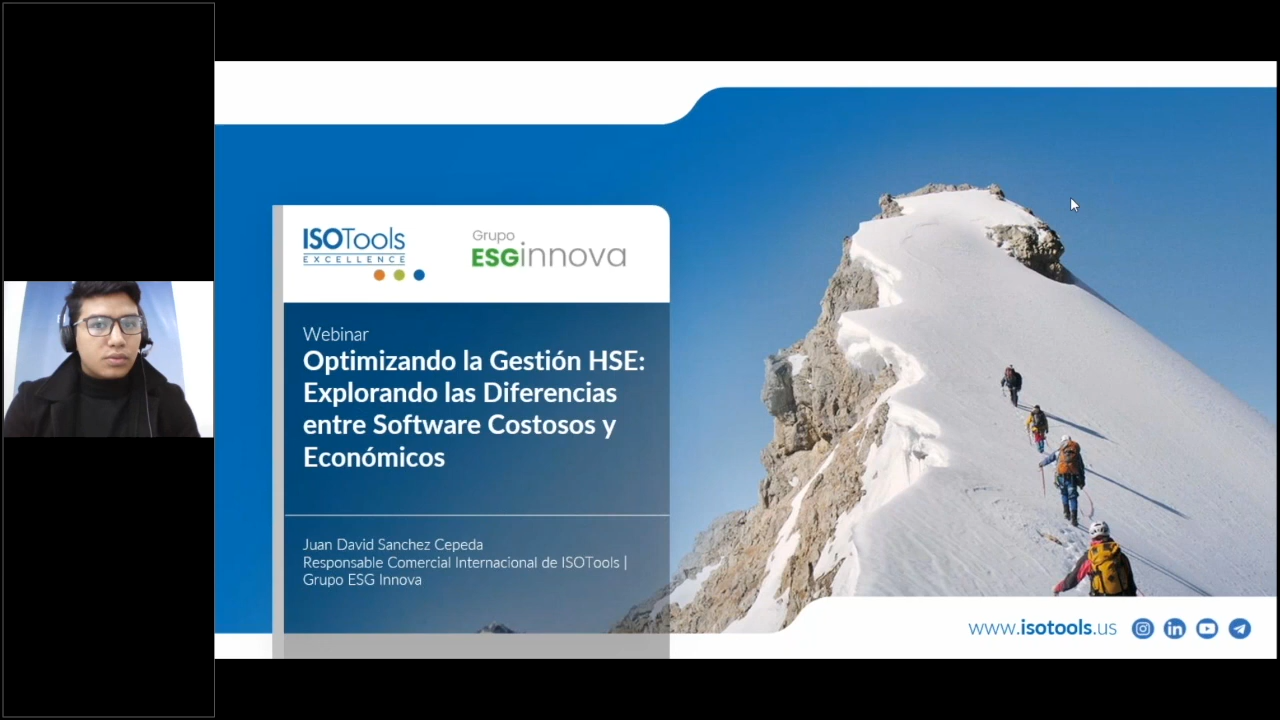 ISOTools
EXCELLENCE
Grupo
ESGinnova
Webinar
Optimizando la Gestión HSE:
Explorando las Diferencias
entre Software Costosos y
Económicos
Juan David Sanchez Cepeda
Responsable Comercial Internacional de ISOTools |
Grupo ESG Innova
www.isotools.us